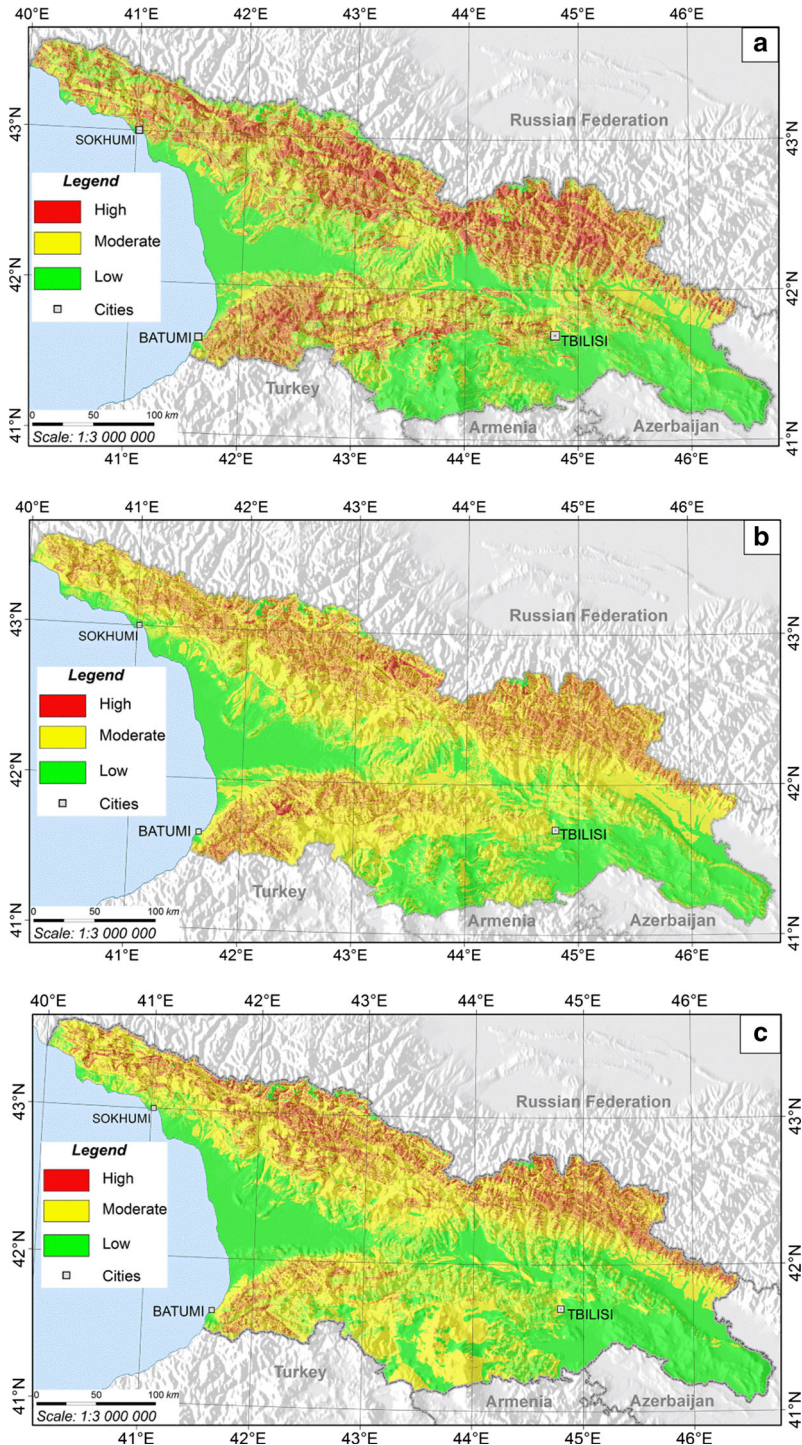 40°E 41°E 42°E 43°E 44°E 45°E 46°E
a
Russian Federation
43°N 43°N
SOKHUMI
Legend
High
Moderate
Low
Cities
42°N 42°N
BATUMI
TBILISI
Turkey
0 50 100 km
Armenia
Azerbaijan
41°N 41°N
Scale: 1:3 000 000
41°E 42°E 43°E 44°E 45°E 46°E
40°E 41°E 42°E 43°E 44°E 45°E 46°E
b
Russian Federation
43°N 43°N
SOKHUMI
Legend
High
Moderate
Low
Cities
42°N 42°N
BATUMI
TBILISI
Turkey
0 50 100 km
Armenia
Azerbaijan
41°N 41°N
Scale: 1:3 000 000
41°E 42°E 43°E 44°E 45°E 46°E
40°E 41°E 42°E 43°E 44°E 45°E 46°E
c
Russian Federation
43°N 43°N
SOKHUMI
Legend
High
Moderate
Low
Cities
42°N 42°N
BATUMI
TBILISI
Turkey
0 50 100 km
Armenia
Azerbaijan
41°N 41°N
Scale: 1:3 000 000
41°E 42°E 43°E 44°E 45°E 46°E